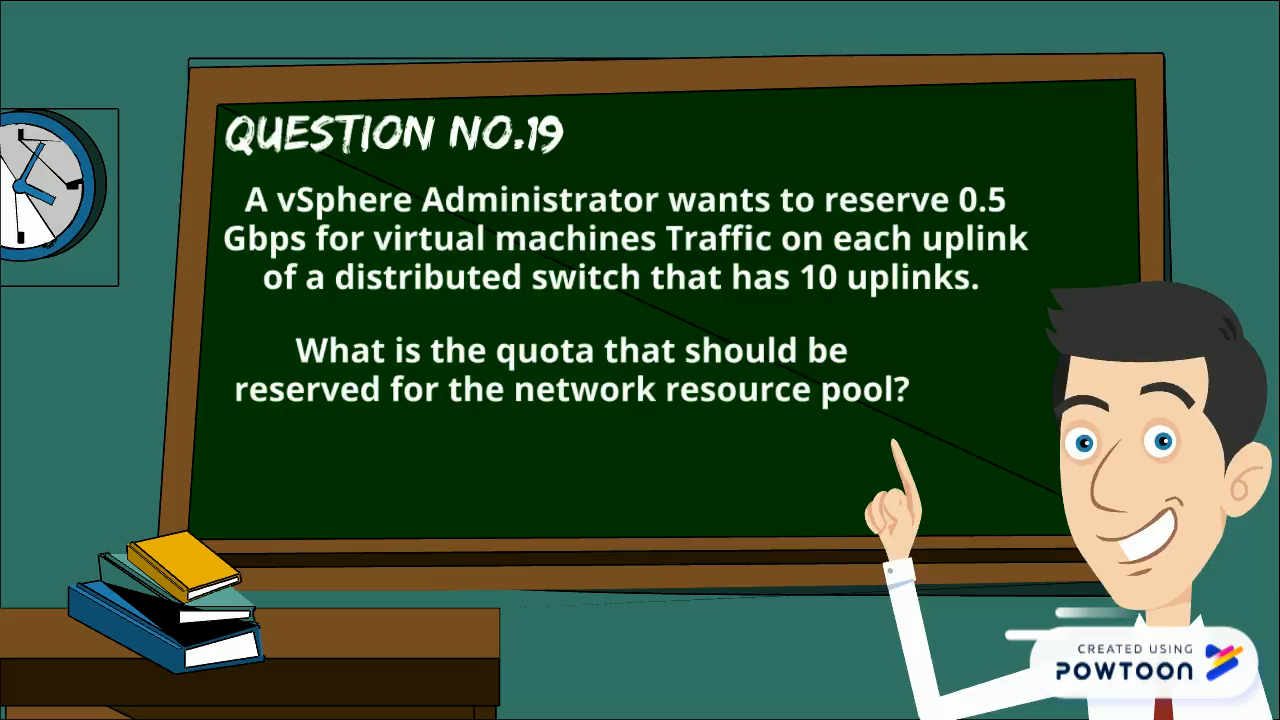 QUESTION NO.19
A vSphere Administrator wants to reserve 0.5
Gbps for virtual machines Traffic on each uplink
of a distributed switch that has 10 uplinks.
What is the quota that should be
reserved for the network resource pool?
CREATED USING
POWTOON